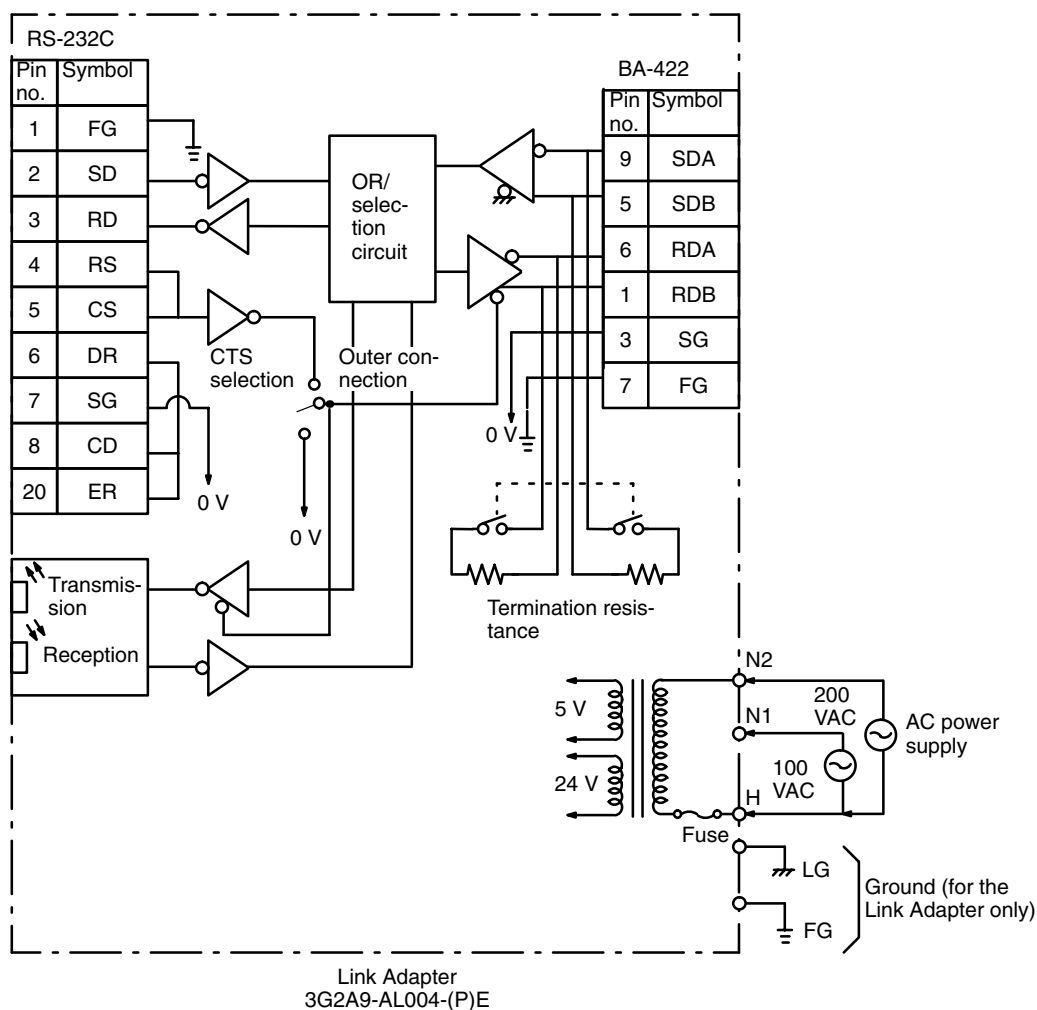 RS-232C
Pin no. Symbol
1 FG
2 SD
3 RD
4 RS
5 CS
6 DR
7 SG
8 CD
20 ER
0 V
OR/
selec-
tion
circuit
CTS
selection
Outer con-
nection
0 V
BA-422
Pin no. Symbol
9 SDA
5 SDB
6 RDA
1 RDB
3 SG
7 FG
0 V
Transmis-
sion
Reception
Termination resis-
tance
5 V
24 V
N2
N1
H
Fuse
200
VAC
100
VAC
AC power
supply
LG
FG
Ground (for the
Link Adapter only)
Link Adapter
3G2A9-AL004-(P)E